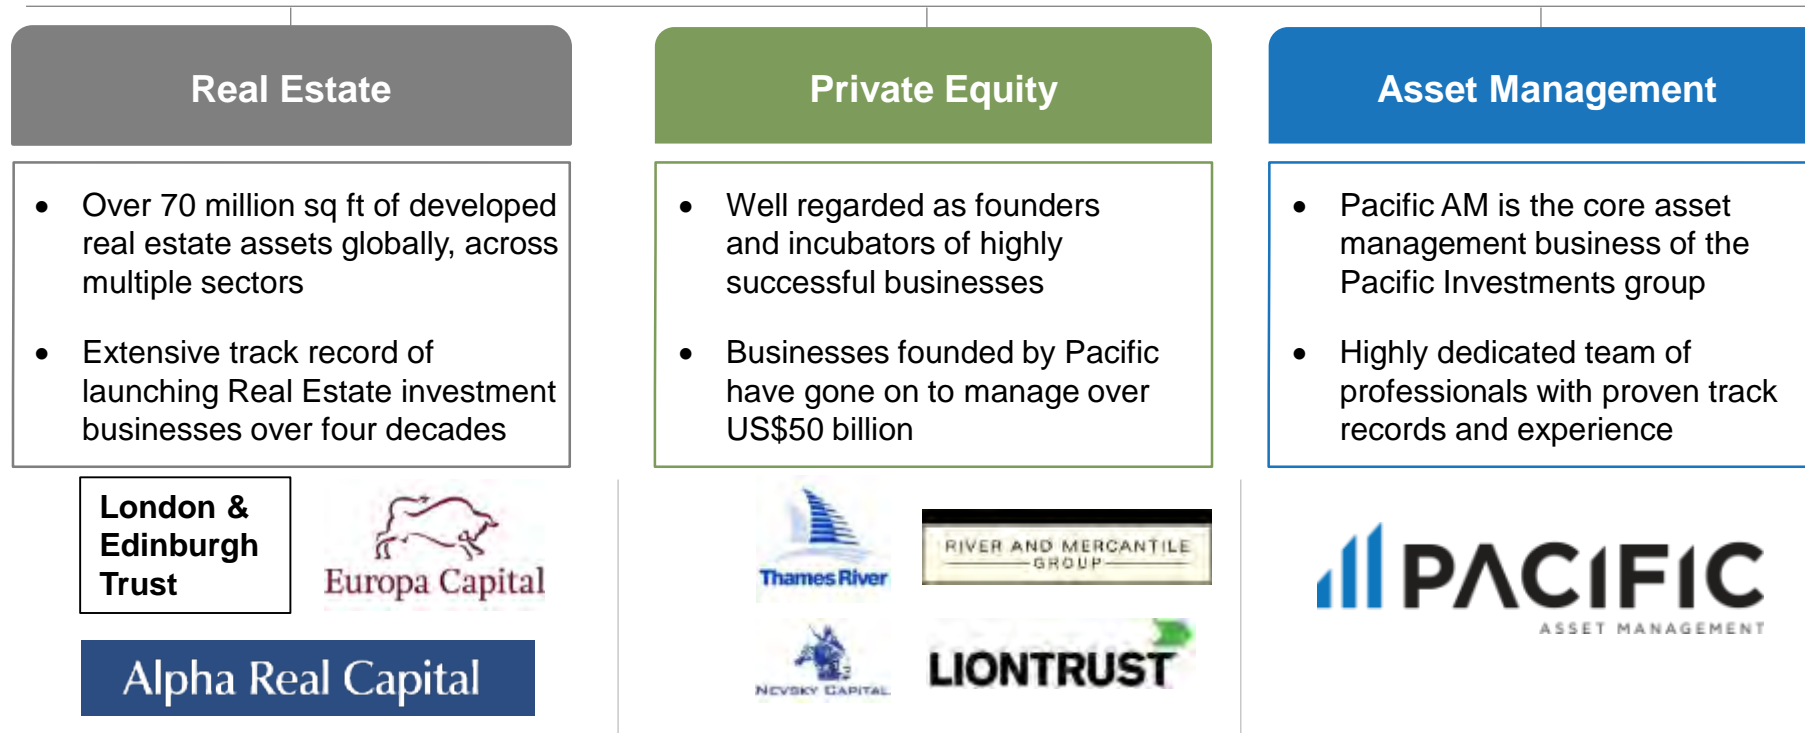 Real Estate
Over 70 million sq ft of developed
real estate assets globally, across
multiple sectors
Extensive track record of
launching Real Estate investment
businesses over four decades
London &
Edinburgh
Trust
Europa Capital
Alpha Real Capital
Private Equity
Well regarded as founders
and incubators of highly
successful businesses
Businesses founded by Pacific
have gone on to manage over
US$50 billion
Thames River
RIVER AND MERCANTILE
GROUP
NEVSKY CAPITAL
LIONTRUST
Asset Management
Pacific AM is the core asset
management business of the
Pacific Investments group
Highly dedicated team of
professionals with proven track
records and experience
PACIFIC
ASSET MANAGEMENT